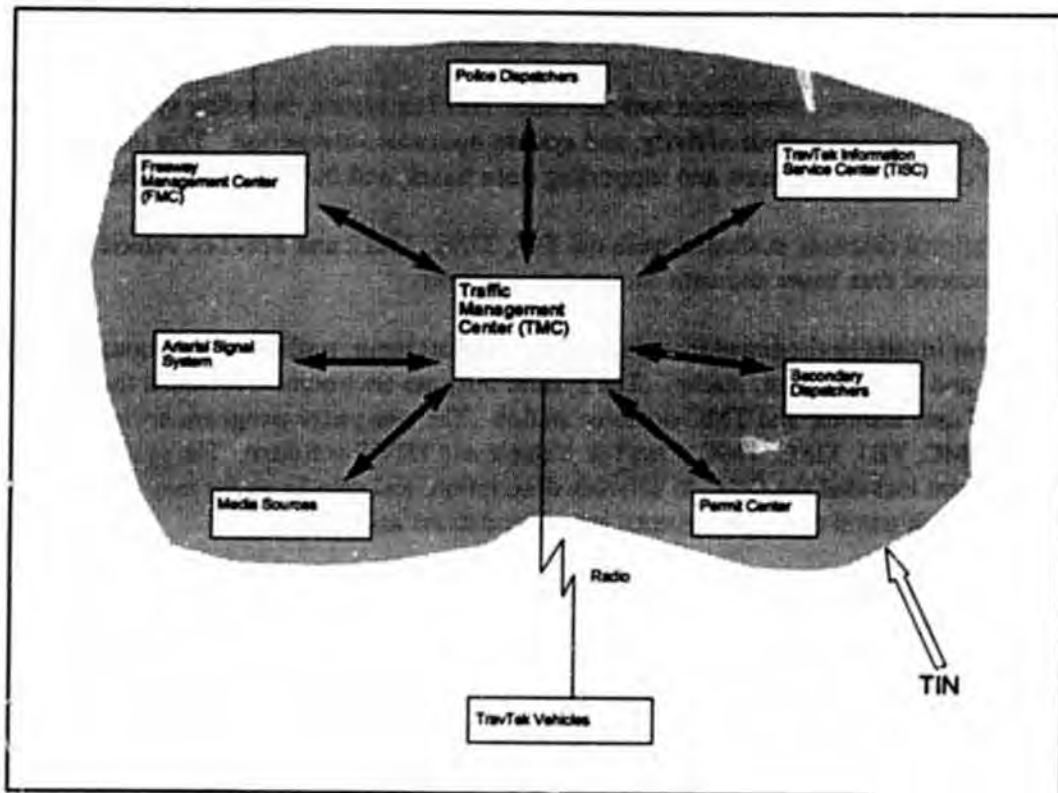 Police Dispatchers
Freeway
Management Center
(FMC)
TravTek Information
Service Center (TISC)
Traffic
Management
Center (TMC)
Arterial Signal
System
Secondary
Dispatchers
Media Sources
Permit Center
Radio
TIN
TravTek Vehicles